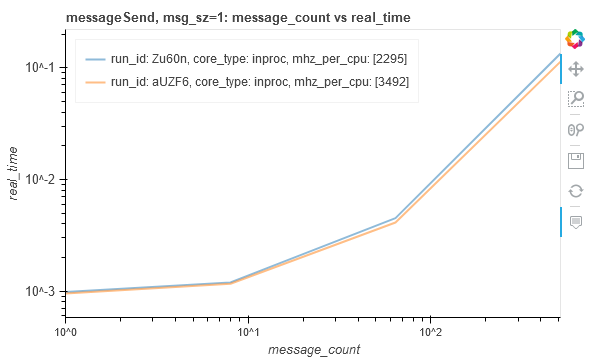 messageSend, msg_sz=1: message_count vs real_time
run_id: Zu60n, core_type: inproc, mhz_per_cpu: [2295]
run_id: aUZF6, core_type: inproc, mhz_per_cpu: [3492]
real_time
10^-1
10^-2
10^-3
10^0
10^1
10^2
message_count